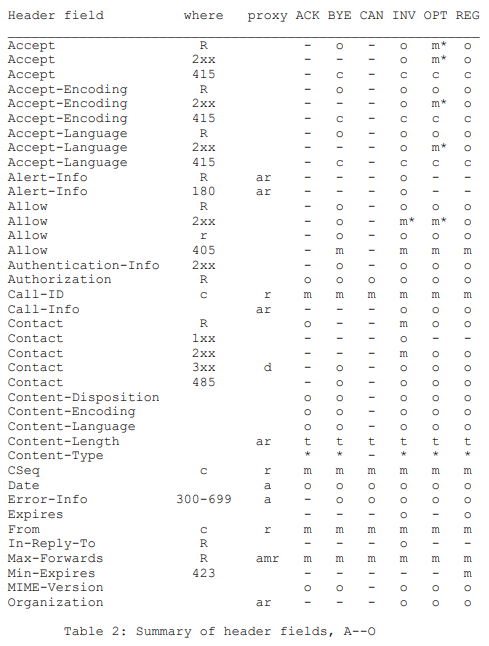 Header field where proxy ACK BYE CAN INV OPT REG
Accept R - o - o m* o
Accept 2xx - - - o m* o
Accept 415 - c - c c c
Accept-Encoding R - o - o o o
Accept-Encoding 2xx - - - o m* o
Accept-Encoding 415 - c - c c c
Accept-Language R - o - o o o
Accept-Language 2xx - - - o m* o
Accept-Language 415 - c - c c c
Alert-Info R ar - - - o - -
Alert-Info 180 ar - - - o - -
Allow R - o - o o o
Allow 2xx - o - m* m* o
Allow r - o - o o o
Allow 405 - m - m m m
Authentication-Info 2xx - o - o o o
Authorization R o o o o o o
Call-ID c r m m m m m m
Call-Info ar - - - o o o
Contact R o - - m o o
Contact 1xx - - - o - -
Contact 2xx - - - m o o
Contact 3xx d - o - o o o
Contact 485 - o - o o o
Content-Disposition o o - o o o
Content-Encoding o o - o o o
Content-Language o o - o o o
Content-Length ar t t t t t t
Content-Type * * - * * *
CSeq c r m m m m m m
Date a o o o o o o
Error-Info 300-699 a - o o o o o
Expires - - - o - o
From c r m m m m m m
In-Reply-To R - - - o - -
Max-Forwards R amr m m m m m m
Min-Expires 423 - - - - - m
MIME-Version o o - o o o
Organization ar - - - o o o
Table 2: Summary of header fields, A--O